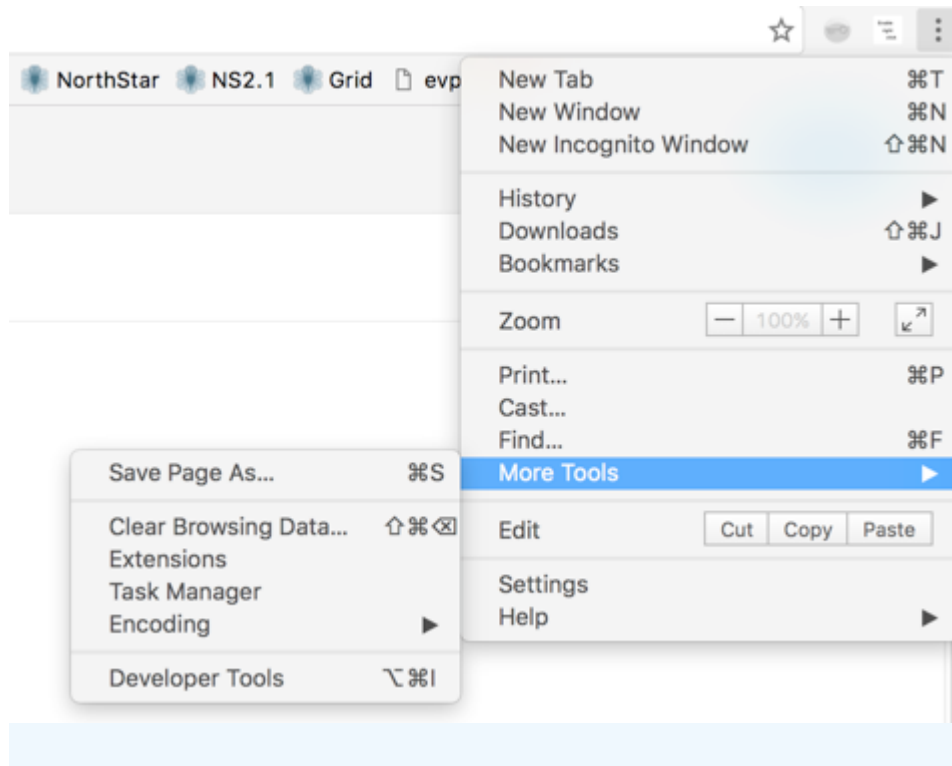 NorthStar NS2.1 Grid evp
New Tab ⌘T
New Window ⌘N
New Incognito Window ⇧⌘N
History ▶
Downloads ⇧⌘J
Bookmarks ▶
Zoom — 100% +
Print... ⌘P
Cast...
Find... ⌘F
More Tools ▶
Edit Cut Copy Paste
Settings
Help ▶
Save Page As... ⌘S
Clear Browsing Data... ⇧⌘⌫
Extensions
Task Manager
Encoding ▶
Developer Tools ⌥⌘I